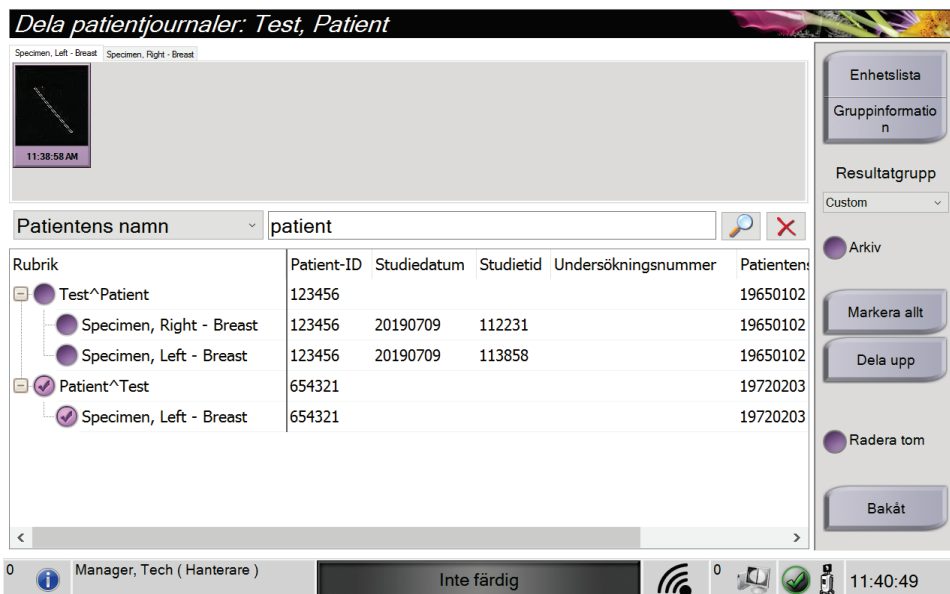 Dela patientjournaler: Test, Patient
Specimen, Left - Breast Specimen, Right - Breast
11:38:58 AM
Enhetslista
Gruppinformatio
n
Resultatgrupp
Custom
Arkiv
Markera allt
Dela upp
Radera tom
Bakåt
Patientens namn patient
Rubrik Patient-ID Studiedatum Studietid Undersökningsnummer Patientens
Test^Patient 123456 19650102
Specimen, Right - Breast 123456 20190709 112231 19650102
Specimen, Left - Breast 123456 20190709 113858 19650102
Patient^Test 654321 19720203
Specimen, Left - Breast 654321 19720203
0 Manager, Tech ( Hanterare ) Inte färdig 0 11:40:49